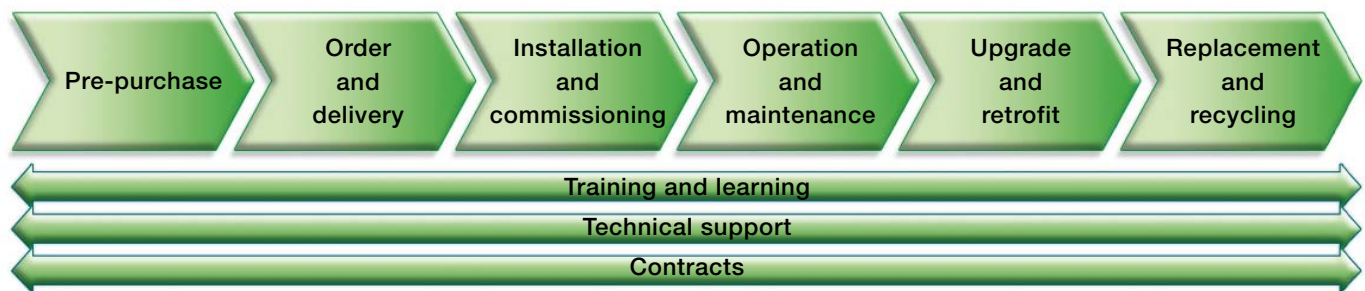 Pre-purchase
Order
and
delivery
Installation
and
commissioning
Operation
and
maintenance
Upgrade
and
retrofit
Replacement
and
recycling
Training and learning
Technical support
Contracts